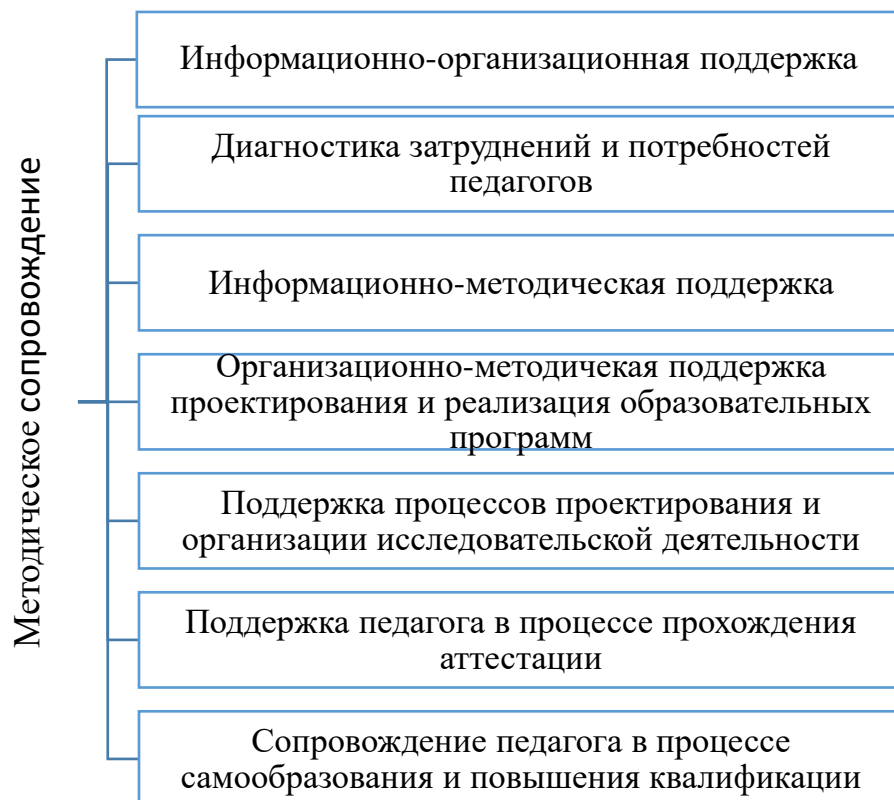 Методическое сопровождение
Информационно-организационная поддержка
Диагностика затруднений и потребностей
педагогов
Информационно-методическая поддержка
Организационно-методичекая поддержка
проектирования и реализация образовательных
программ
Поддержка процессов проектирования и
организации исследовательской деятельности
Поддержка педагога в процессе прохождения
аттестации
Сопровождение педагога в процессе
самообразования и повышения квалификации